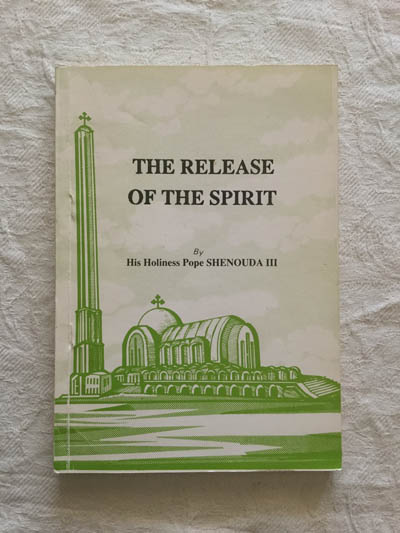 THE RELEASE
OF THE SPIRIT
By
His Holiness Pope SHENOUDA III